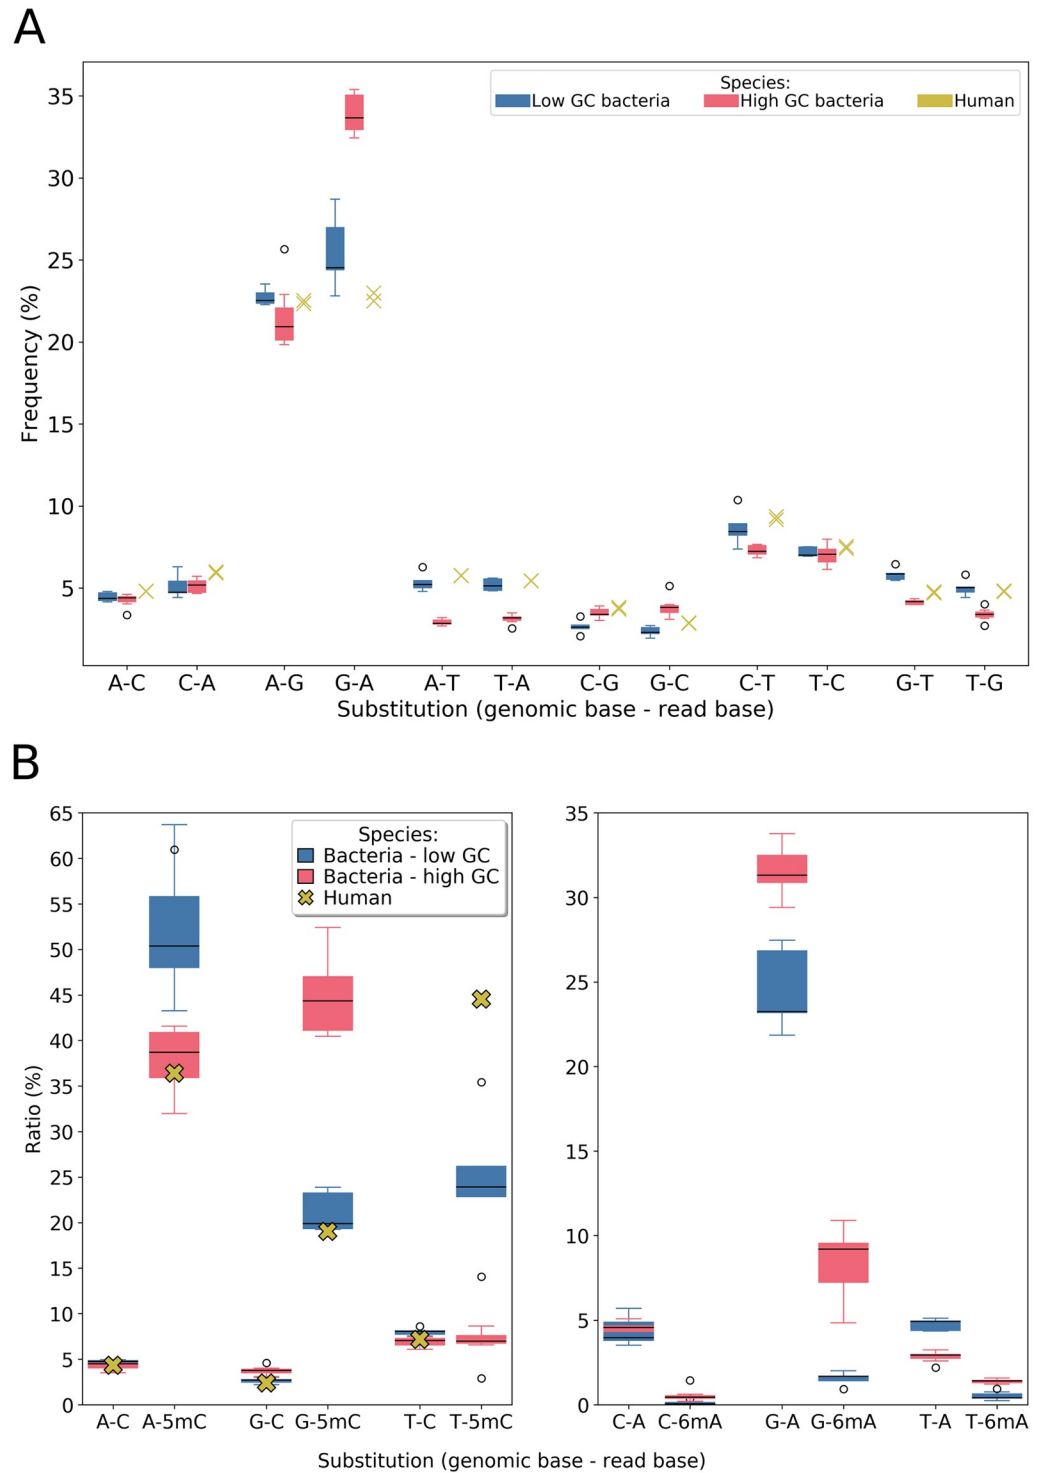 A
35
30
25
20
15
10
5
Frequency (%)
Species:
Low GC bacteria High GC bacteria Human
A-C C-A A-G G-A A-T T-A C-G G-C C-T T-C G-T T-G
Substitution (genomic base - read base)
B
65
60
55
50
45
40
35
30
25
20
15
10
5
0
Ratio (%)
Species:
Bacteria - low GC
Bacteria - high GC
Human
A-C A-5mC G-C G-5mC T-C T-5mC
35
30
25
20
15
10
5
0
C-A C-6mA G-A G-6mA T-A T-6mA
Substitution (genomic base - read base)